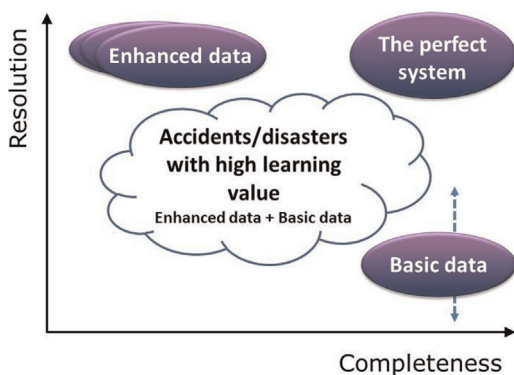 Resolution
Enhanced data
The perfect
system
Accidents/disasters
with high learning
value
Enhanced data + Basic data
Basic data
Completeness